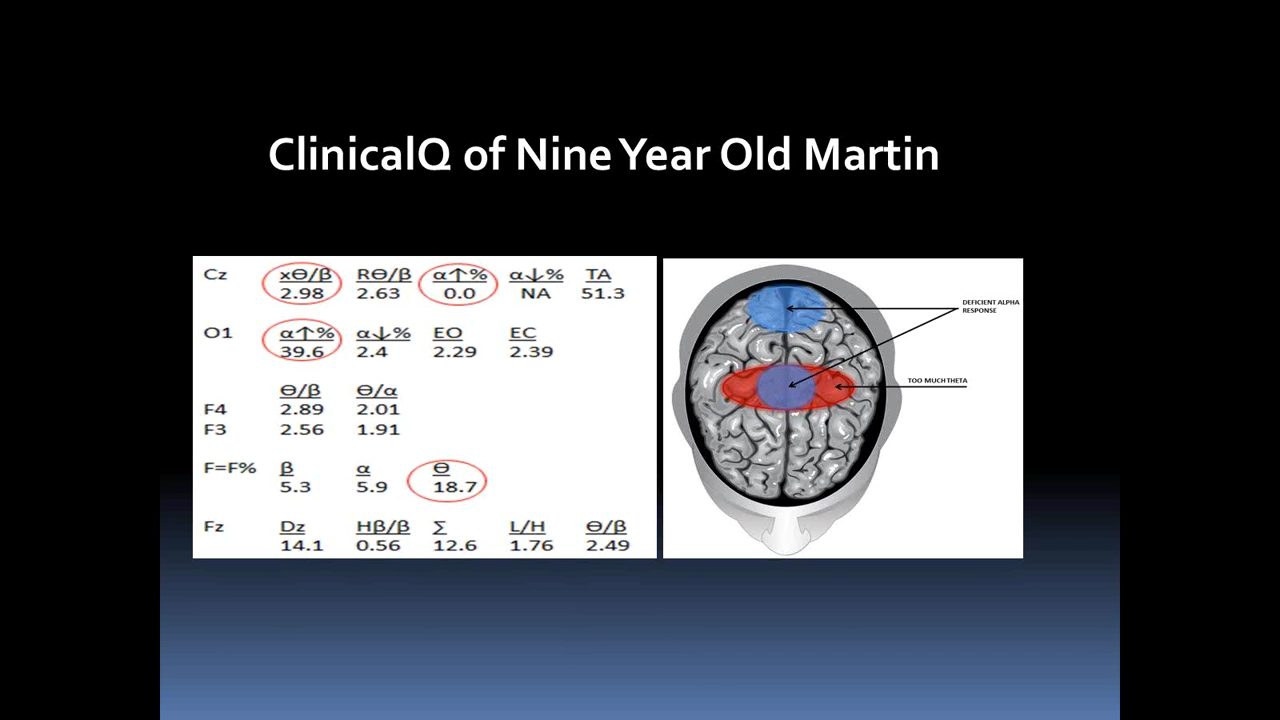 ClinicalQ of Nine Year Old Martin
Cz xΘ/β RΘ/β α↑% α↓% TA
2.98 2.63 0.0 NA 51.3
O1 α↑% α↓% EO EC
39.6 2.4 2.29 2.39
Θ/β Θ/α
F4 2.89 2.01
F3 2.56 1.91
F=F% β α Θ
5.3 5.9 18.7
Fz Dz Hβ/β Σ L/H Θ/β
14.1 0.56 12.6 1.76 2.49
DEFICIENT ALPHA
RESPONSE
TOO MUCH THETA